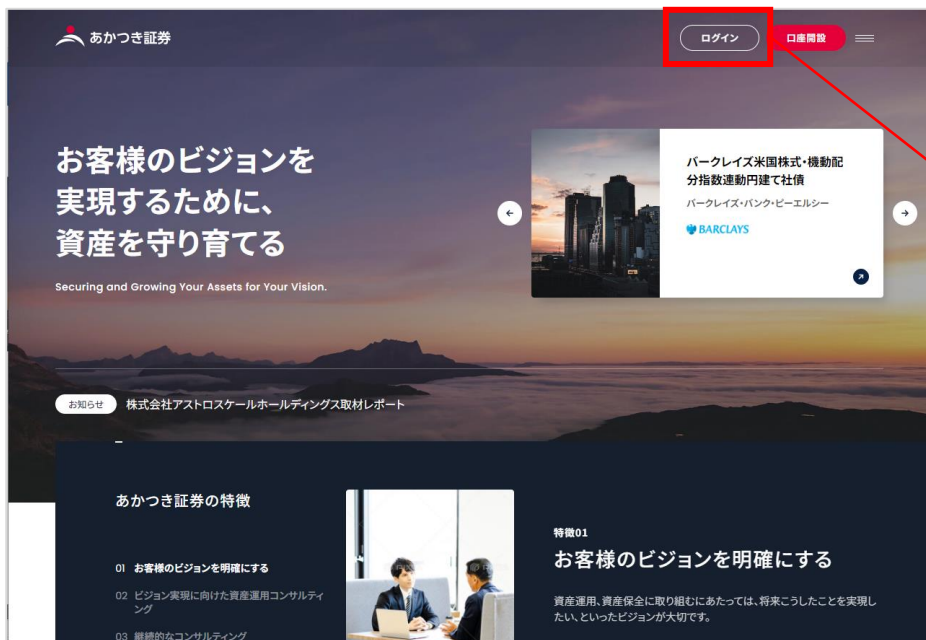 あかつき証券
ログイン
口座開設
お客様のビジョンを
実現するために、
資産を守り育てる
Securing and Growing Your Assets for Your Vision.
バークレイズ米国株式・機動配
分指数連動円建て社債
バークレイズ・バンク・ピーエルシー
BARCLAYS
お知らせ 株式会社アストロスケールホールディングス取材レポート
あかつき証券の特徴
01 お客様のビジョンを明確にする
02 ビジョン実現に向けた資産運用コンサルティ
ング
03 継続的なコンサルティング
特徴01
お客様のビジョンを明確にする
資産運用、資産保全に取り組むにあたっては、将来こうしたことを実現し
たい、といったビジョンが大切です。